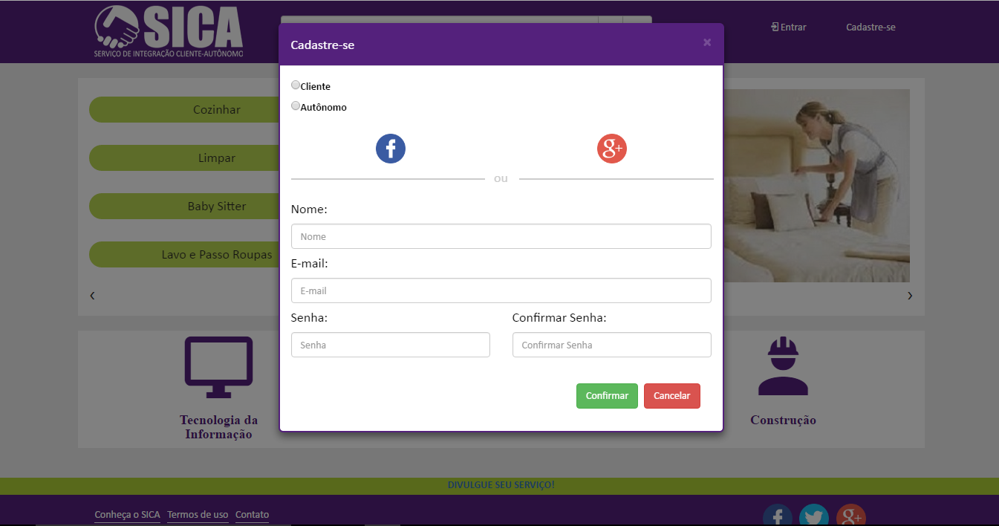 SICA
SERVIÇO DE INTEGRAÇÃO CLIENTE-AUTÔNOMO
Entrar
Cadastre-se
Cadastre-se
×
Cliente
Autônomo
f
g+
ou
Nome:
Nome
E-mail:
E-mail
Senha:
Confirmar Senha:
Senha
Confirmar Senha
Confirmar
Cancelar
Cozinhar
Limpar
Baby Sitter
Lavo e Passo Roupas
Tecnologia da
Informação
Construção
DIVULGUE SEU SERVIÇO!
Conheça o SICA
Termos de uso
Contato
f
g+